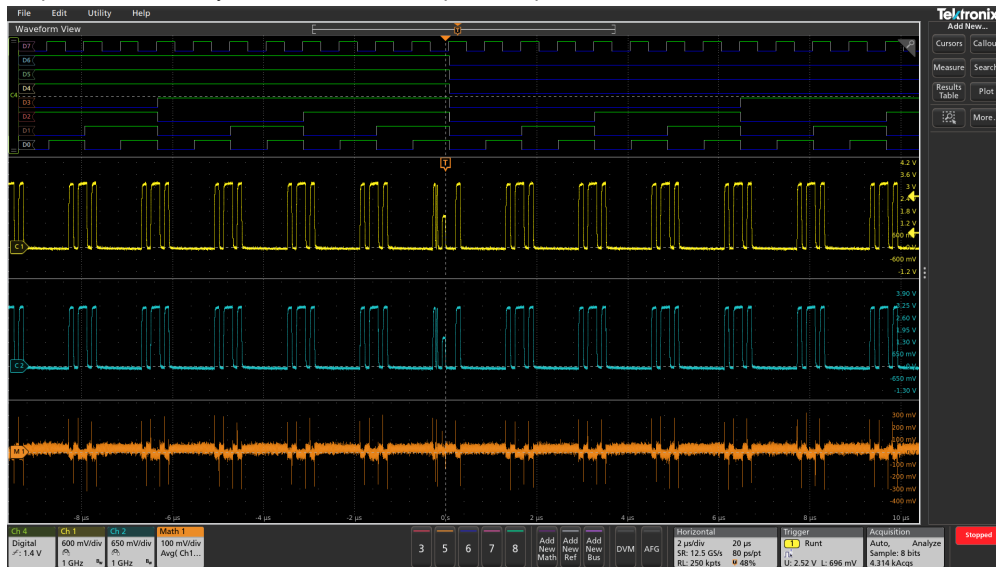 File Edit Utility Help
Tektronix
Waveform View
Add New...
T
D7
Cursors Callou
D6
D5
Measure Search
D4
Results Table Plot
C4
D3
D2
More...
D1
D0
T
4.2 V
3.6 V
3 V
2.4 V
1.8 V
1.2 V
C1
-600 mV
-1.2 V
3.90 V
3.25 V
2.60 V
1.95 V
1.30 V
650 mV
C2
-650 mV
-1.30 V
300 mV
200 mV
100 mV
M1
-100 mV
-200 mV
-300 mV
-400 mV
-8 µs -6 µs -4 µs -2 µs 0 s 2 µs 4 µs 6 µs 8 µs 10 µs
Ch 4 Ch 1 Ch 2 Math 1
Digital 600 mV/div 650 mV/div 100 mV/div
: 1.4 V Avg( Ch1...
1 GHz 1 GHz
3 5 6 7 8
Add New Math Add New Ref Add New Bus
DVM AFG
Horizontal
2 µs/div 20 µs
SR: 12.5 GS/s 80 ps/pt
RL: 250 kpts 48%
Trigger
1 Runt
U: 2.52 V L: 696 mV
Acquisition
Auto, Analyze
Sample: 8 bits
4.314 kAcqs
Stopped